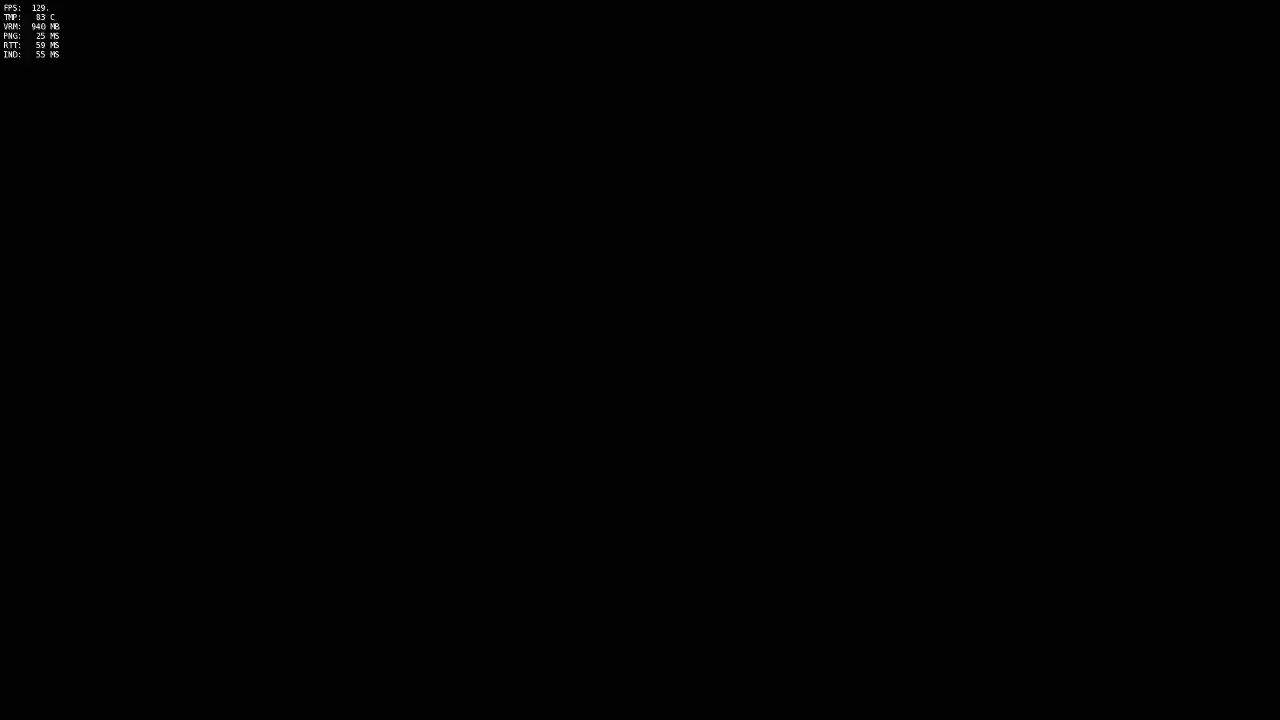 FPS: 129.
TMP: 83 C
VRM: 940 MB
PNG: 25 MS
RTT: 59 MS
IND: 55 MS